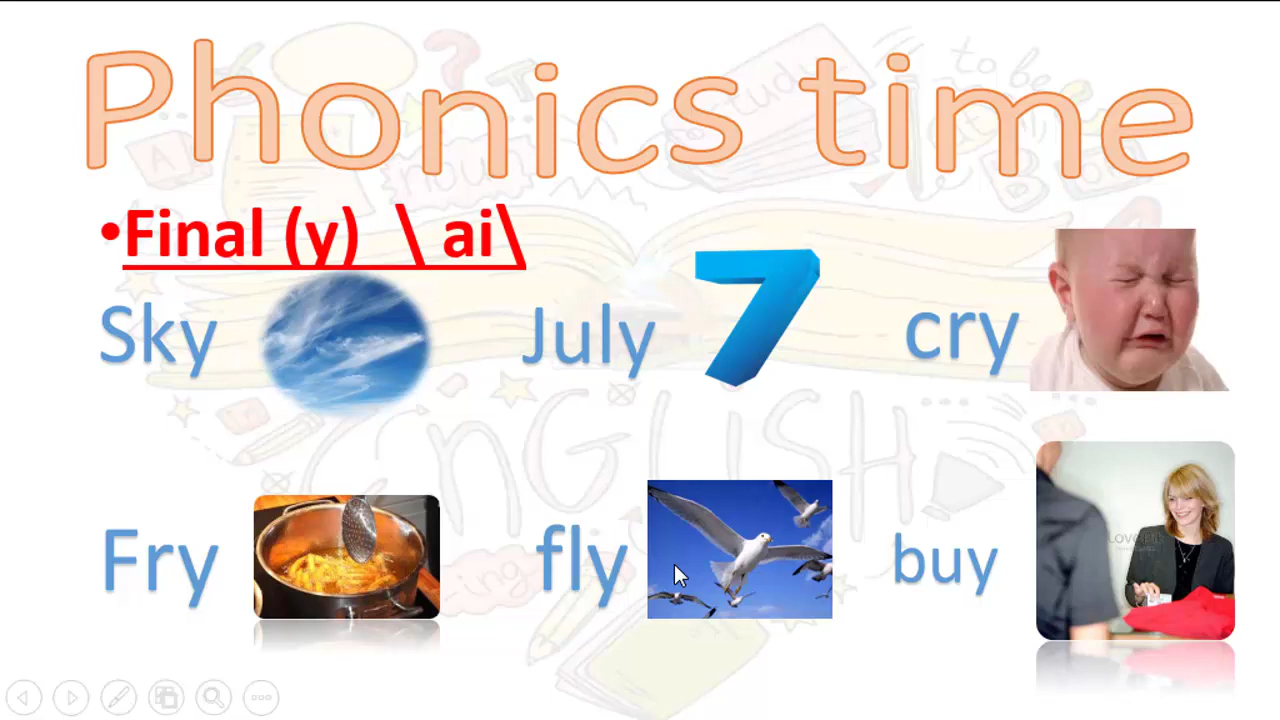 Phonics time
•Final (y) \ ai\
Sky July cry
Fry fly buy